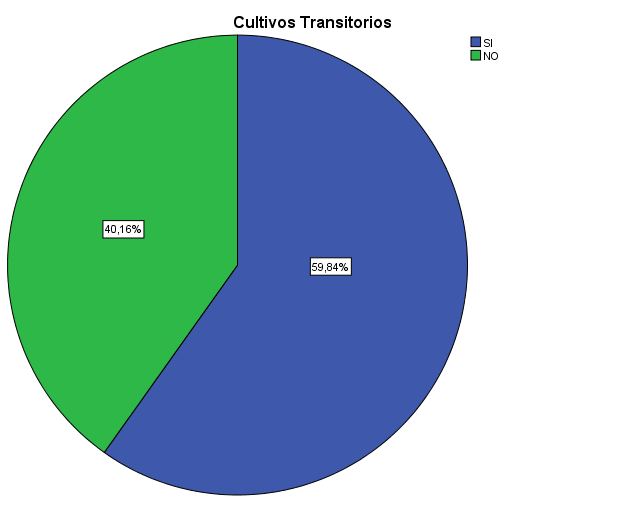 Cultivos Transitorios
SI
NO
40,16%
59,84%